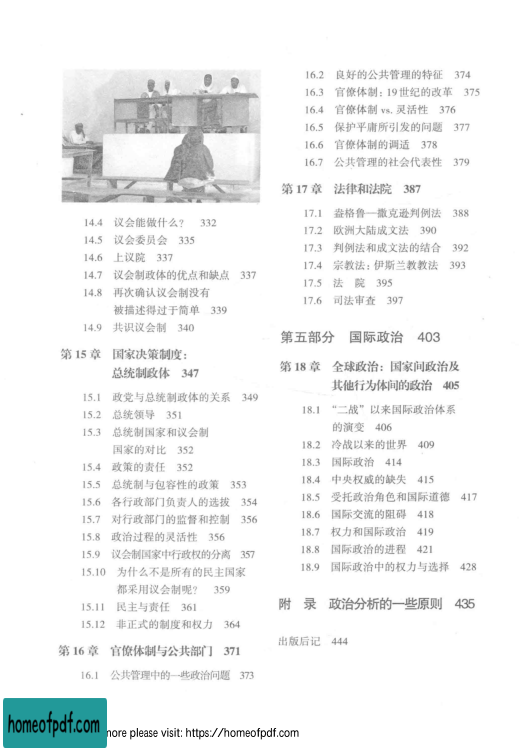 14.4 议会能做什么? 332
14.5 议会委员会 335
14.6 上议院 337
14.7 议会制政体的优点和缺点 337
14.8 再次确认议会制没有
被描述得过于简单 339
14.9 共识议会制 340
第 15 章 国家决策制度:
总统制政体 347
15.1 政党与总统制政体的关系 349
15.2 总统领导 351
15.3 总统制国家和议会制
国家的对比 352
15.4 政策的责任 352
15.5 总统制与包容性的政策 353
15.6 各行政部门负责人的选拔 354
15.7 对行政部门的监督和控制 356
15.8 政治过程的灵活性 356
15.9 议会制国家中行政权的分离 357
15.10 为什么不是所有的民主国家
都采用议会制呢? 359
15.11 民主与责任 361
15.12 非正式的制度和权力 364
第 16 章 官僚体制与公共部门 371
16.1 公共管理中的一些政治问题 373
16.2 良好的公共管理的特征 374
16.3 官僚体制:19 世纪的改革 375
16.4 官僚体制 vs. 灵活性 376
16.5 保护平庸所引发的问题 377
16.6 官僚体制的调适 378
16.7 公共管理的社会代表性 379
第 17 章 法律和法院 387
17.1 盎格鲁—撒克逊判例法 388
17.2 欧洲大陆成文法 390
17.3 判例法和成文法的结合 392
17.4 宗教法:伊斯兰教教法 393
17.5 法 院 395
17.6 司法审查 397
第五部分 国际政治 403
第 18 章 全球政治:国家间政治及
其他行为体间的政治 405
18.1 “二战”以来国际政治体系
的演变 406
18.2 冷战以来的世界 409
18.3 国际政治 414
18.4 中央权威的缺失 415
18.5 受托政治角色和国际道德 417
18.6 国际交流的阻碍 418
18.7 权力和国际政治 419
18.8 国际政治的进程 421
18.9 国际政治中的权力与选择 428
附 录 政治分析的一些原则 435
出版后记 444
homeofpdf.com
more please visit: https://homeofpdf.com